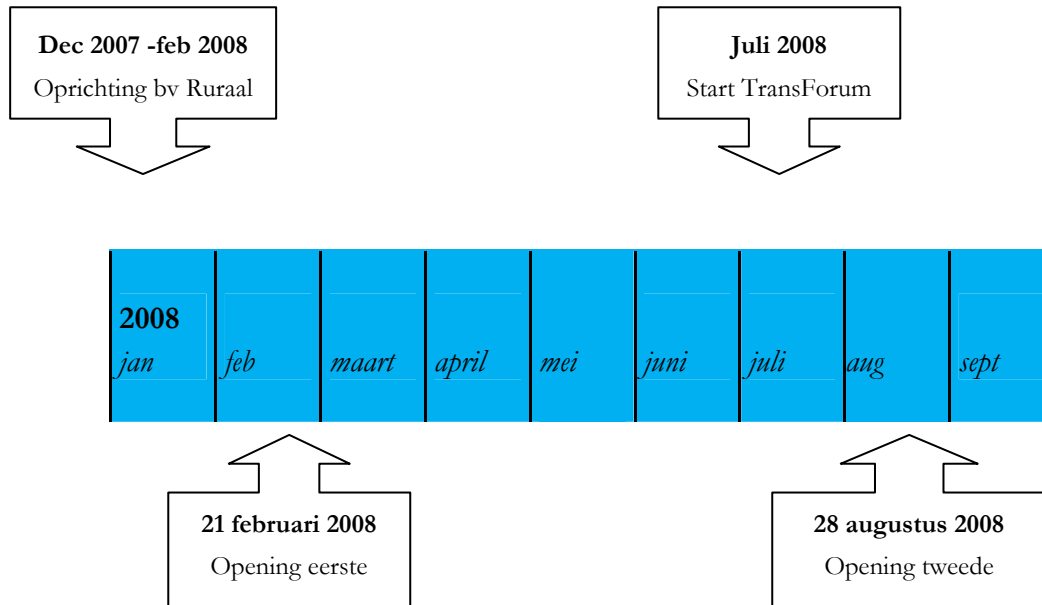 Dec 2007 -feb 2008
Oprichting bv Ruraal
Juli 2008
Start TransForum
2008
jan feb maart april mei juni juli aug sept
21 februari 2008
Opening eerste
28 augustus 2008
Opening tweede